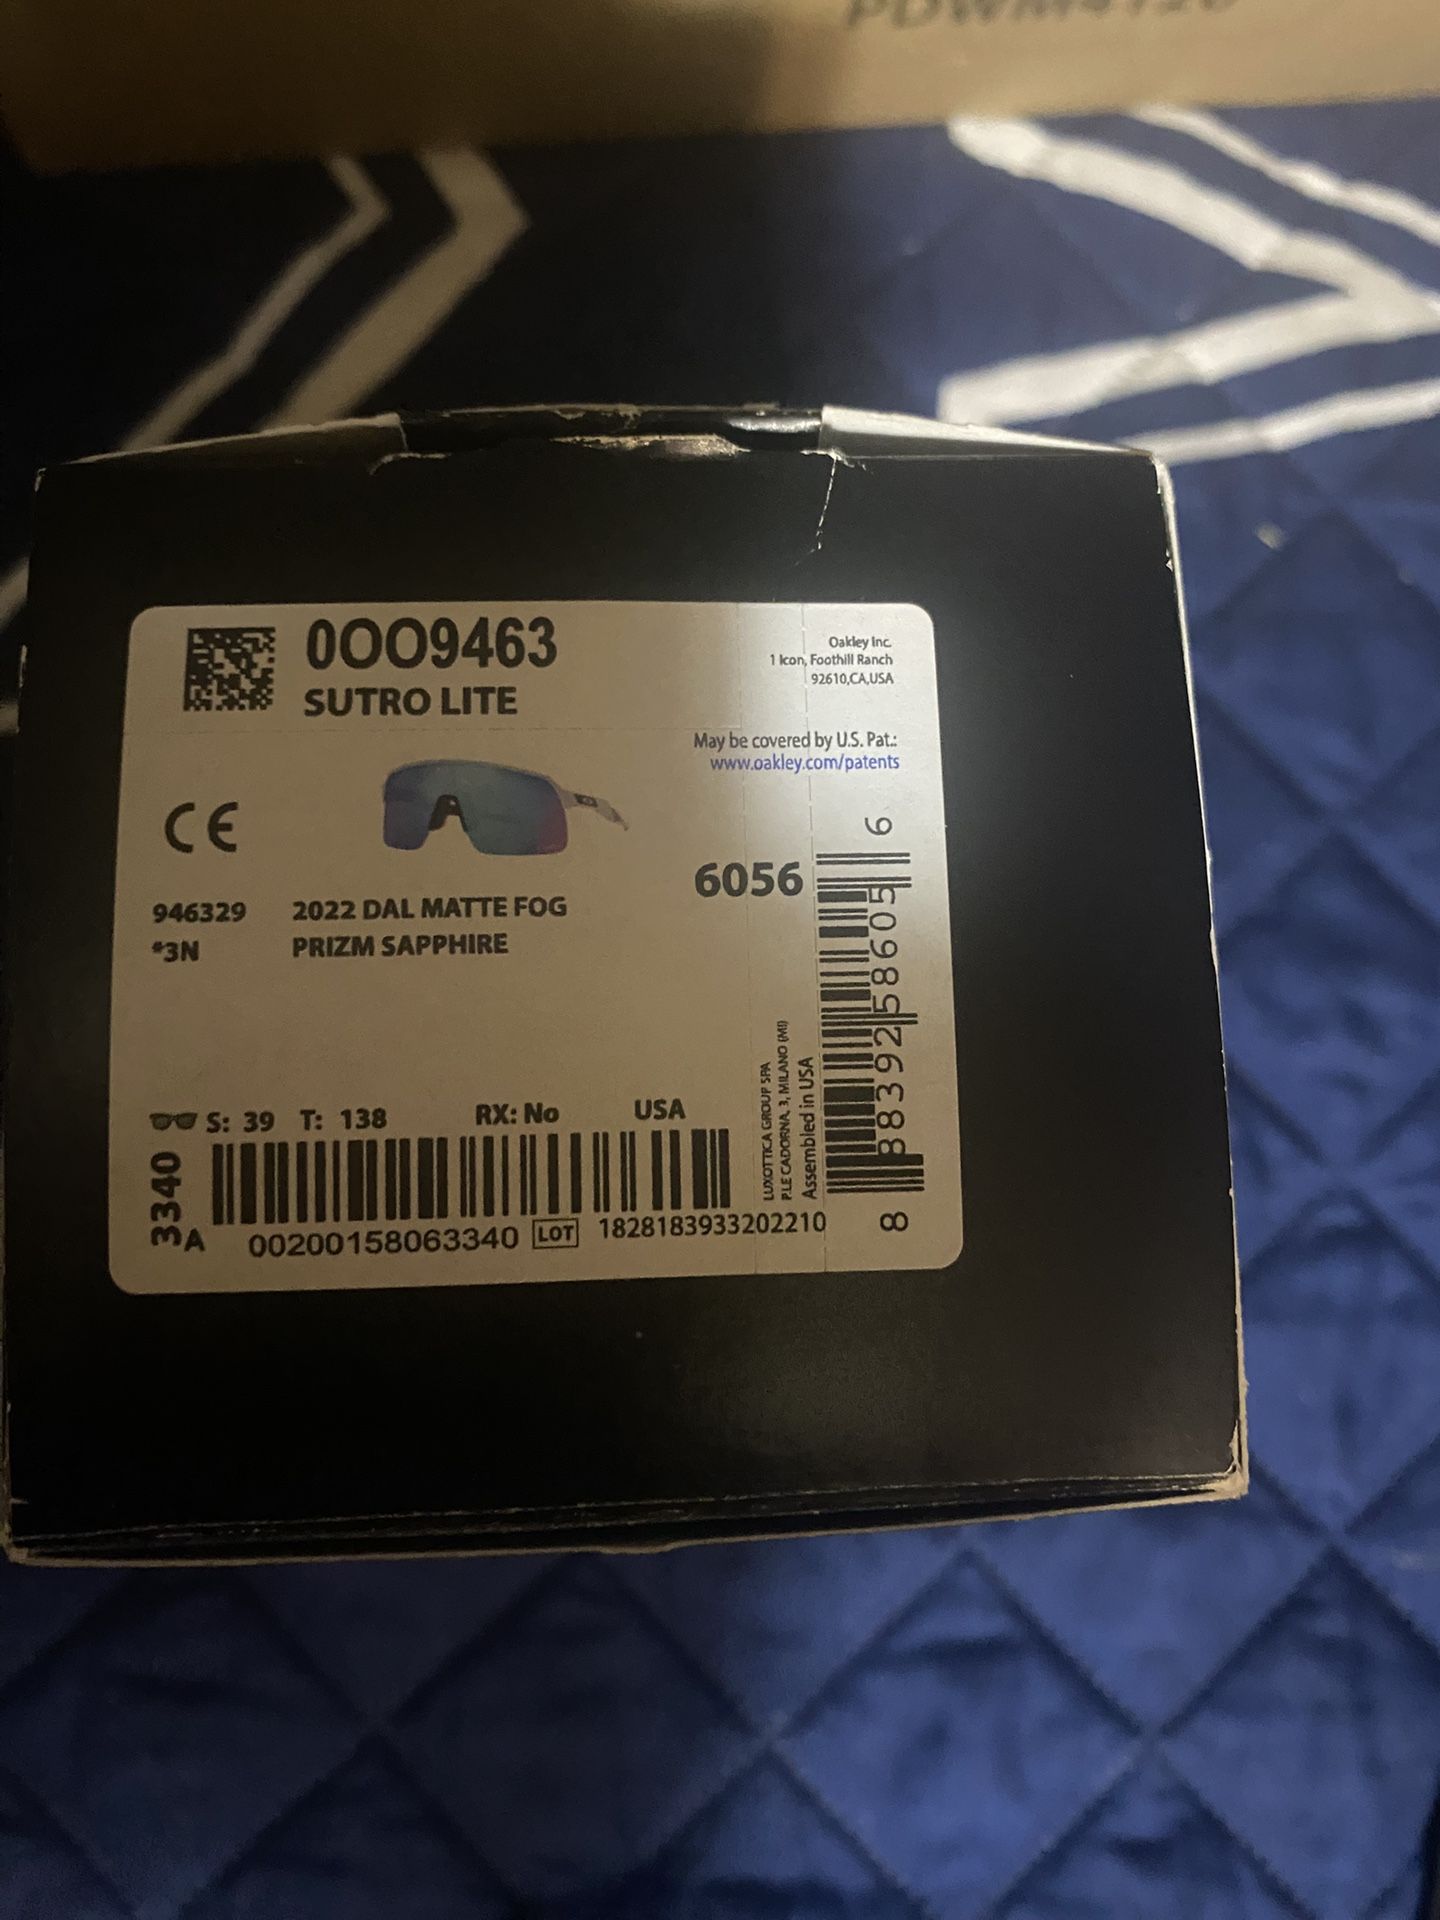 0OO9463
SUTRO LITE
Oakley Inc.
1 Icon, Foothill Ranch
92610,CA,USA
May be covered by U.S. Pat.:
www.oakley.com/patents
CE
946329 2022 DAL MATTE FOG
*3N PRIZM SAPPHIRE
6056
8 88392 58605 6
LUXOTTICA GROUP SPA
P.LE CADORNA, 3, MILANO (MI)
Assembled in USA
S: 39 T: 138 RX: No USA
3340
A
00200158063340 LOT 1828183933202210